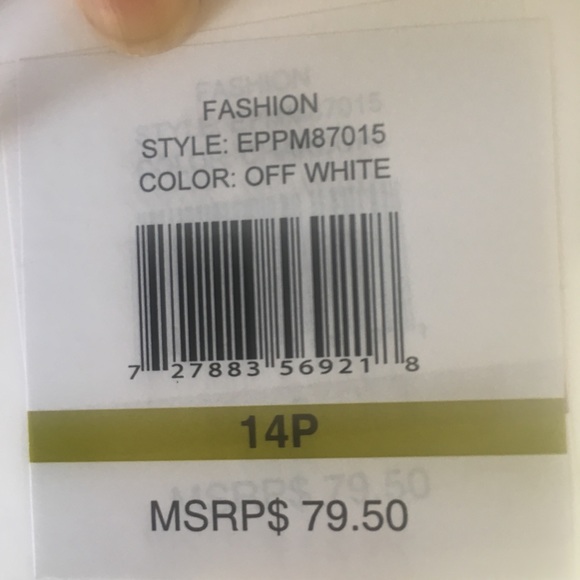 FASHION
STYLE: EPPM87015
COLOR: OFF WHITE
7 27883 56921 8
14P
MSRP$ 79.50